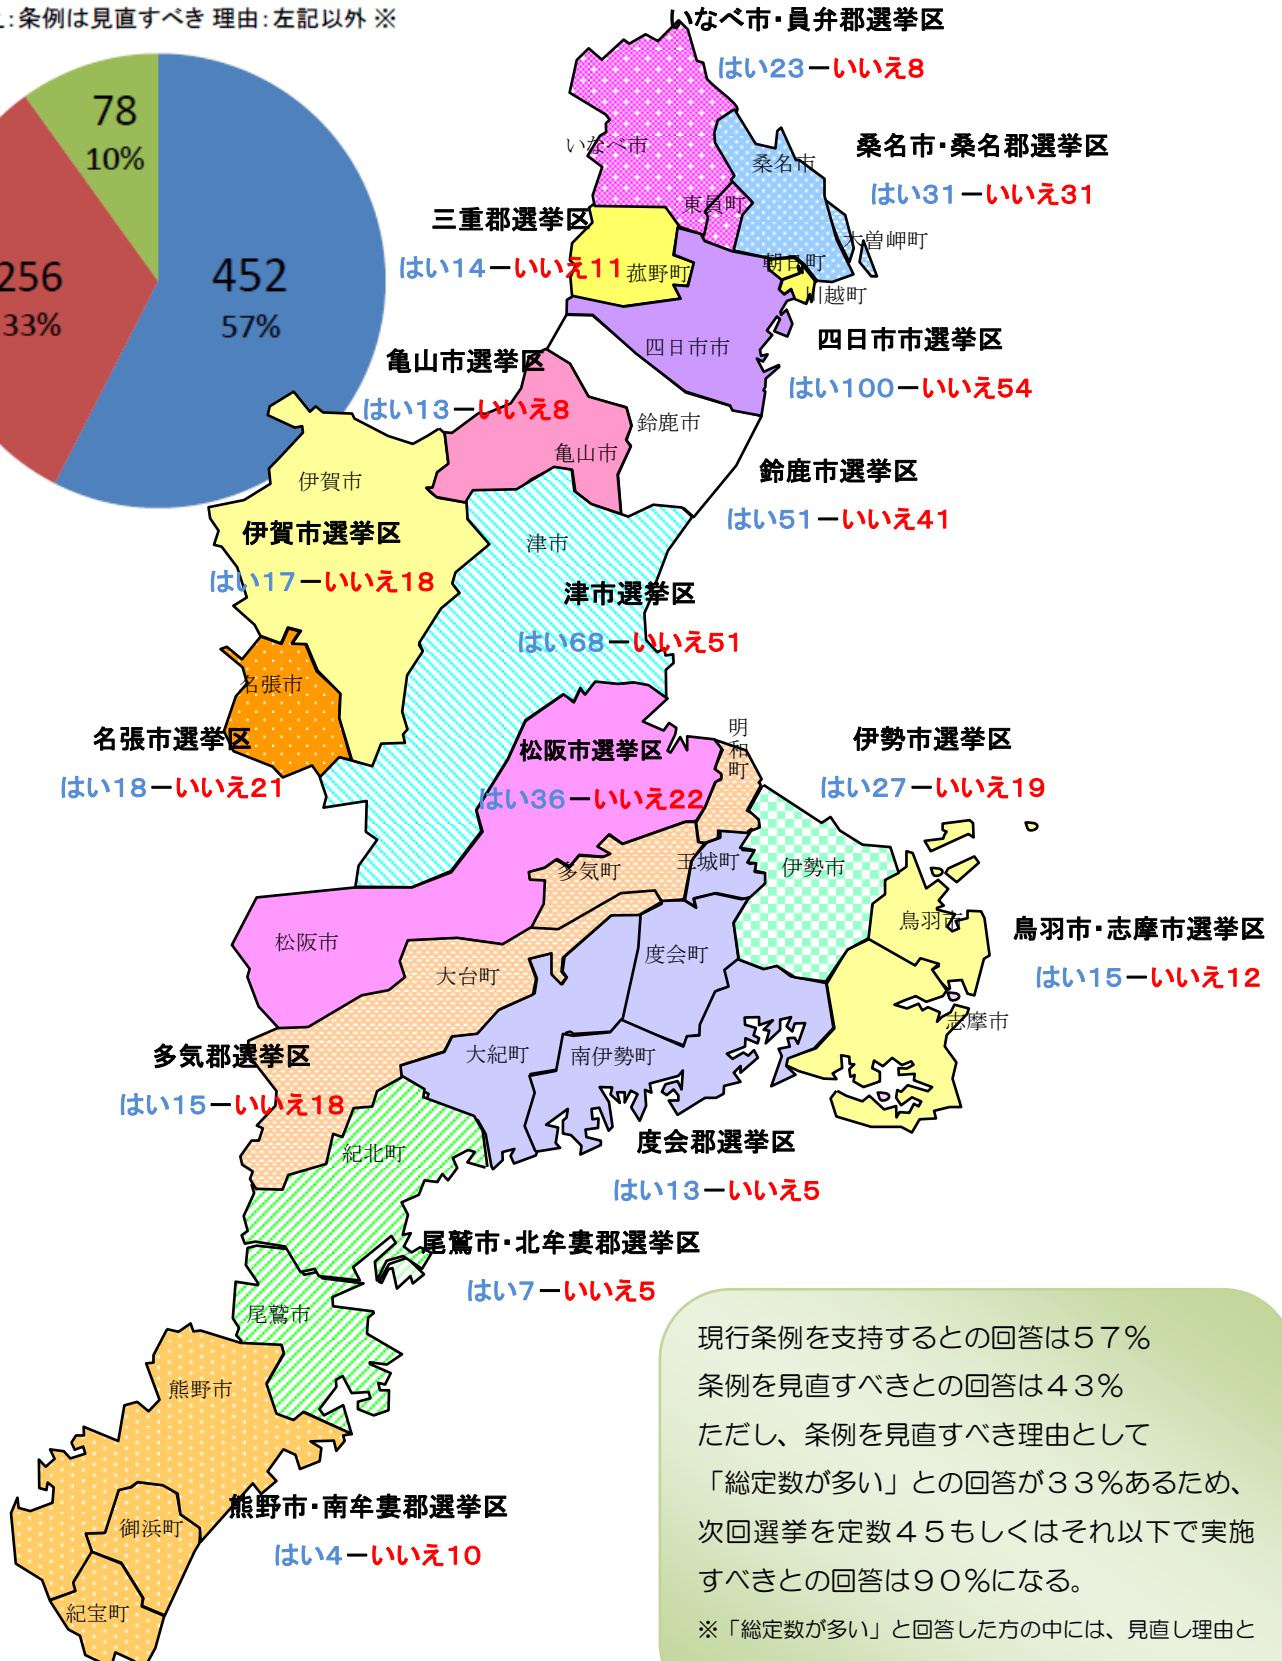 :条例は見直すべき 理由:左記以外 ※
78
10%
256
33%
452
57%
いなべ市・員弁郡選挙区
はい23ーいいえ8
いなべ市
桑名市
桑名市・桑名郡選挙区
はい31ーいいえ31
東員町
木曽岬町
三重郡選挙区
はい14ーいいえ11
菰野町
朝日町
川越町
四日市市
四日市市選挙区
はい100ーいいえ54
亀山市選挙区
はい13ーいいえ8
鈴鹿市
亀山市
鈴鹿市選挙区
はい51ーいいえ41
伊賀市
伊賀市選挙区
はい17ーいいえ18
津市
津市選挙区
はい68ーいいえ51
名張市
名張市選挙区
はい18ーいいえ21
松阪市選挙区
はい36ーいいえ22
明和町
伊勢市選挙区
はい27ーいいえ19
多気町
玉城町
伊勢市
松阪市
大台町
度会町
鳥羽市
鳥羽市・志摩市選挙区
はい15ーいいえ12
志摩市
多気郡選挙区
はい15ーいいえ18
大紀町
南伊勢町
紀北町
度会郡選挙区
はい13ーいいえ5
尾鷲市・北牟婁郡選挙区
はい7ーいいえ5
尾鷲市
熊野市
熊野市・南牟婁郡選挙区
はい4ーいいえ10
御浜町
紀宝町
現行条例を支持するとの回答は57%
条例を見直すべきとの回答は43%
ただし、条例を見直すべき理由として
「総定数が多い」との回答が33%あるため、
次回選挙を定数45もしくはそれ以下で実施
すべきとの回答は90%になる。
※「総定数が多い」と回答した方の中には、見直し理由と